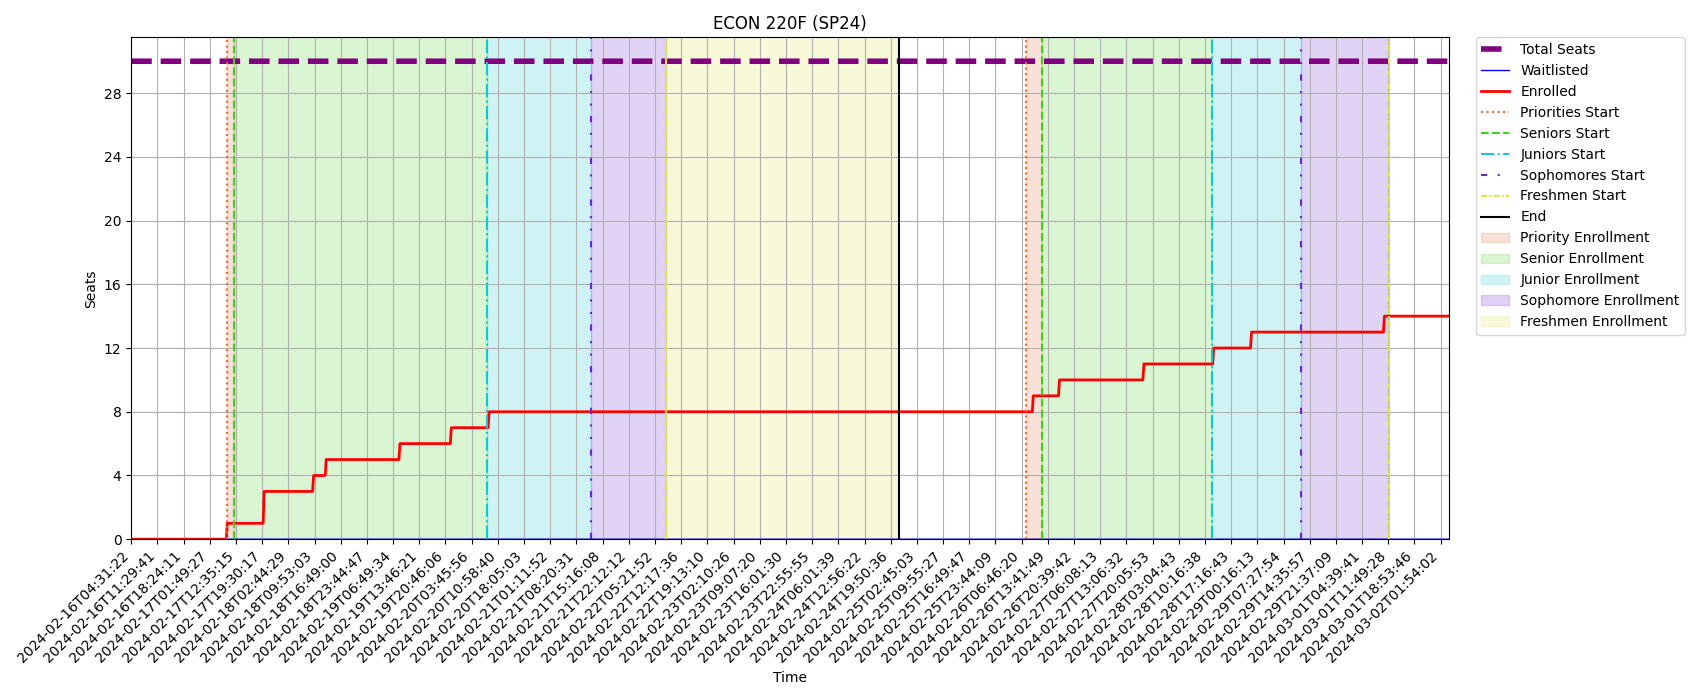 ECON 220F (SP24)
Seats
28
24
20
16
12
8
4
0
2024-02-16T04:31:22
2024-02-16T11:29:41
2024-02-16T18:24:11
2024-02-17T01:49:27
2024-02-17T12:35:15
2024-02-17T19:30:17
2024-02-18T02:44:29
2024-02-18T09:53:03
2024-02-18T16:49:00
2024-02-18T23:44:47
2024-02-19T06:49:34
2024-02-19T13:46:21
2024-02-19T20:46:06
2024-02-20T03:45:56
2024-02-20T10:58:40
2024-02-20T18:05:03
2024-02-21T01:11:52
2024-02-21T08:20:31
2024-02-21T15:16:08
2024-02-21T22:12:12
2024-02-22T05:21:52
2024-02-22T12:17:36
2024-02-22T19:13:10
2024-02-23T02:10:26
2024-02-23T09:07:20
2024-02-23T16:01:30
2024-02-23T22:55:55
2024-02-24T06:01:39
2024-02-24T12:56:22
2024-02-24T19:50:36
2024-02-25T02:45:03
2024-02-25T09:55:27
2024-02-25T16:49:47
2024-02-25T23:44:09
2024-02-26T06:46:20
2024-02-26T13:41:49
2024-02-26T20:39:42
2024-02-27T06:08:13
2024-02-27T13:06:32
2024-02-27T20:05:53
2024-02-28T03:04:43
2024-02-28T10:16:38
2024-02-28T17:16:43
2024-02-29T00:16:13
2024-02-29T07:27:54
2024-02-29T14:35:57
2024-02-29T21:37:09
2024-03-01T04:39:41
2024-03-01T11:49:28
2024-03-01T18:53:46
2024-03-02T01:54:02
Time
Total Seats
Waitlisted
Enrolled
Priorities Start
Seniors Start
Juniors Start
Sophomores Start
Freshmen Start
End
Priority Enrollment
Senior Enrollment
Junior Enrollment
Sophomore Enrollment
Freshmen Enrollment